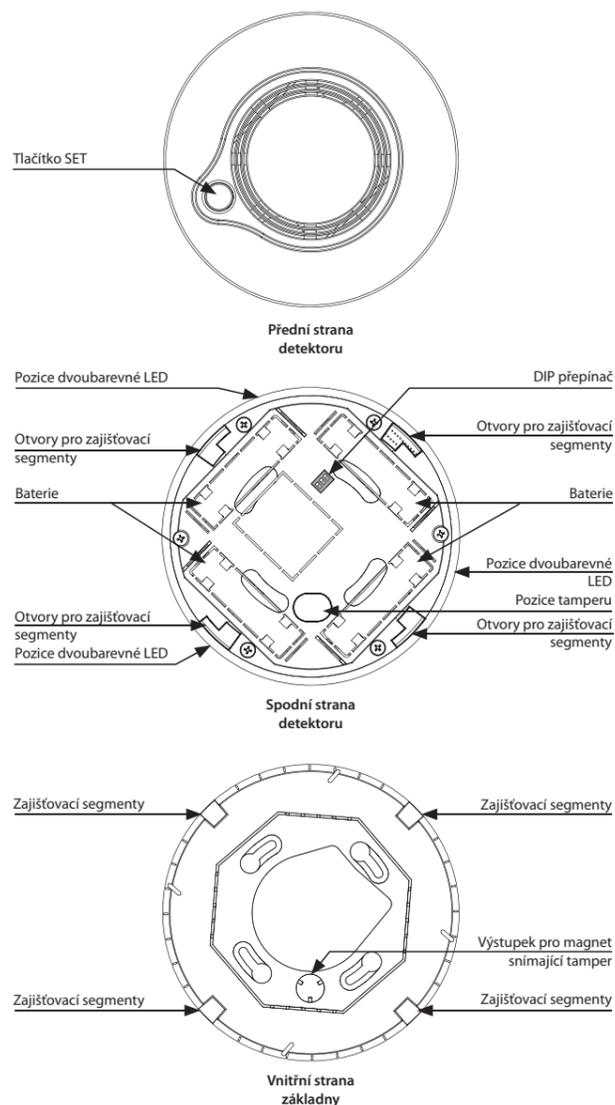 Tlačítko SET
Přední strana
detektoru
Pozice dvoubarevné LED
DIP přepínač
Otvory pro zajišťovací
segmenty
Otvory pro zajišťovací
segmenty
Baterie
Baterie
Pozice dvoubarevné
LED
Pozice tamperu
Otvory pro zajišťovací
segmenty
Pozice dvoubarevné LED
Otvory pro zajišťovací
segmenty
Spodní strana
detektoru
Zajišťovací segmenty
Zajišťovací segmenty
Výstupek pro magnet
snímající tamper
Zajišťovací segmenty
Zajišťovací segmenty
Vnitřní strana
základny